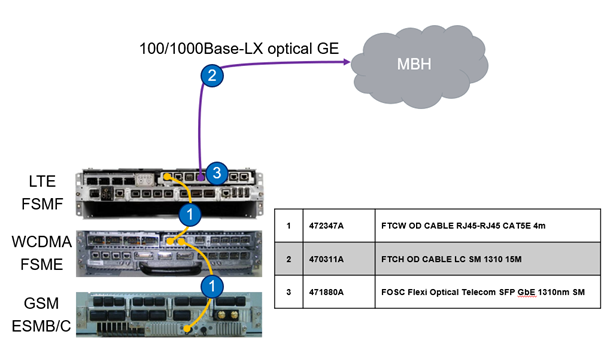 100/1000Base-LX optical GE
MBH
2
3
LTE
FSMF
1
WCDMA
FSME
1
GSM
ESMB/C
1 472347A FTCW OD CABLE RJ45-RJ45 CAT5E 4m
2 470311A FTCH OD CABLE LC SM 1310 15M
3 471880A FOSC Flexi Optical Telecom SFP GbE 1310nm SM